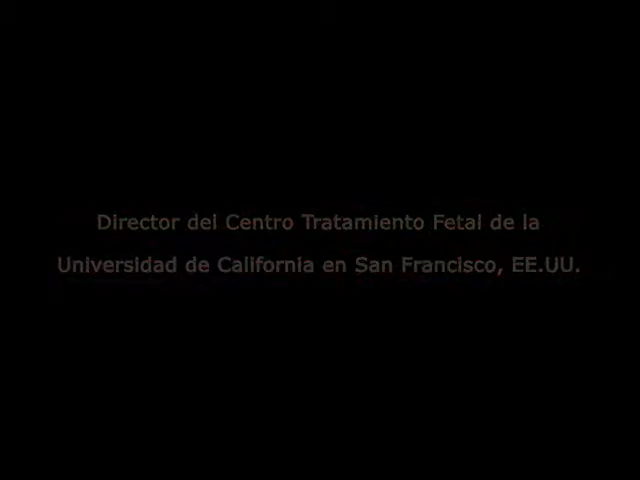 Director del Centro Tratamiento Fetal de la
Universidad de California en San Francisco, EE.UU.